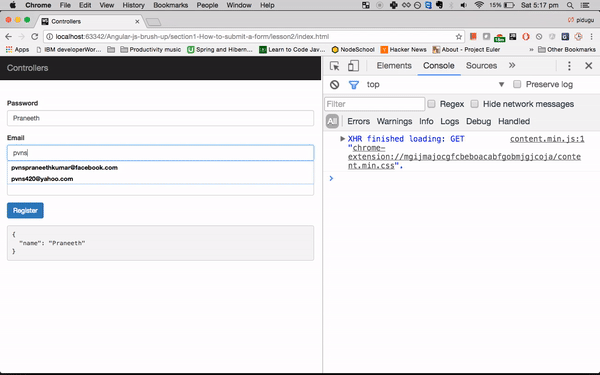 Chrome File Edit View History Bookmarks People Window Help 15% Sat 5:17 pm
Controllers
pidugu
localhost:63342/Angular-js-brush-up/section1-How-to-submit-a-form/lesson2/index.html
Apps IBM developerWor... Productivity music Spring and Hibern... Learn to Code Jav... NodeSchool Hacker News About - Project Euler Other Bookmarks
Controllers
Password
Praneeth
Email
pvns
pvnspraneethkumar@facebook.com
pvns420@yahoo.com
Register
{
"name": "Praneeth"
}
Elements Console Sources
top Preserve log
Filter Regex Hide network messages
All Errors Warnings Info Logs Debug Handled
XHR finished loading: GET content.min.js:1
"chrome-
extension://mgijmajocgfcbeboacabfgobmjgjcoja/conte
nt.min.css".